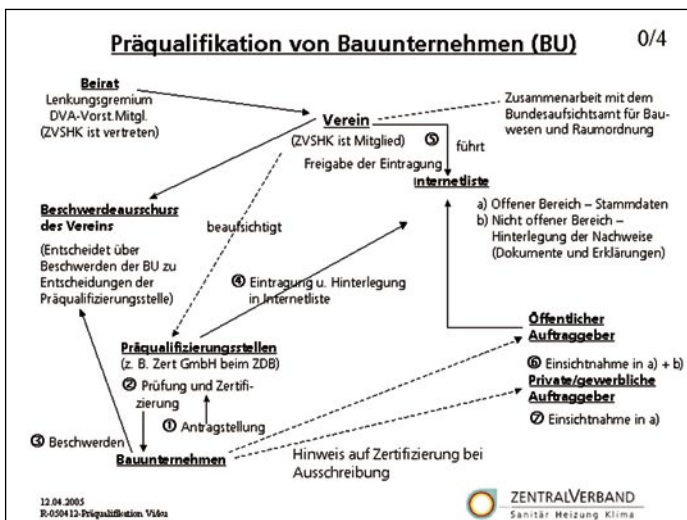 Präqualifikation von Bauunternehmen (BU)
0/4
Beirat
Lenkungsgremium
DVA-Vorst.Mitgl.
(ZVSHK ist vertreten)
Verein
(ZVSHK ist Mitglied)
⑤
führt
Freigabe der Eintragung
Zusammenarbeit mit dem
Bundesaufsichtsamt für Bau-
wesen und Raumordnung
Internetliste
a) Offener Bereich – Stammdaten
b) Nicht offener Bereich –
Hinterlegung der Nachweise
(Dokumente und Erklärungen)
Beschwerdeausschuss
des Vereins
(Entscheidet über
Beschwerden der BU zu
Entscheidungen der
Präqualifizierungsstelle)
beaufsichtigt
④ Eintragung u. Hinterlegung
in Internetliste
Präqualifizierungsstellen
(z. B. Zert GmbH beim ZDB)
② Prüfung und Zertifi-
zierung
① Antragstellung
③ Beschwerden
Bauunternehmen
Öffentlicher
Auftraggeber
⑥ Einsichtnahme in a) + b)
Private/gewerbliche
Auftraggeber
⑦ Einsichtnahme in a)
Hinweis auf Zertifizierung bei
Ausschreibung
12.04.2005
R-050412-Präqualifikation
ZENTRALVERBAND
Sanitär Heizung Klima